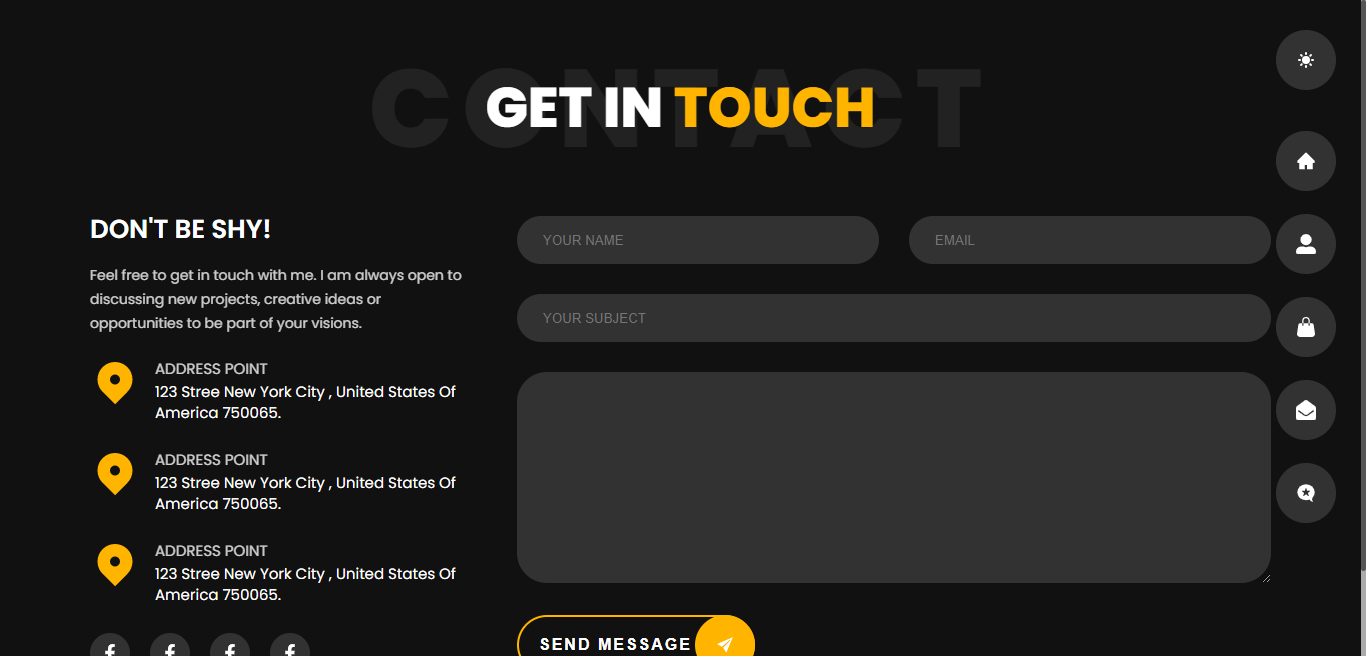 CONTACT
GET IN TOUCH
DON'T BE SHY!
Feel free to get in touch with me. I am always open to
discussing new projects, creative ideas or
opportunities to be part of your visions.
ADDRESS POINT
123 Stree New York City , United States Of
America 750065.
ADDRESS POINT
123 Stree New York City , United States Of
America 750065.
ADDRESS POINT
123 Stree New York City , United States Of
America 750065.
YOUR NAME
EMAIL
YOUR SUBJECT
SEND MESSAGE